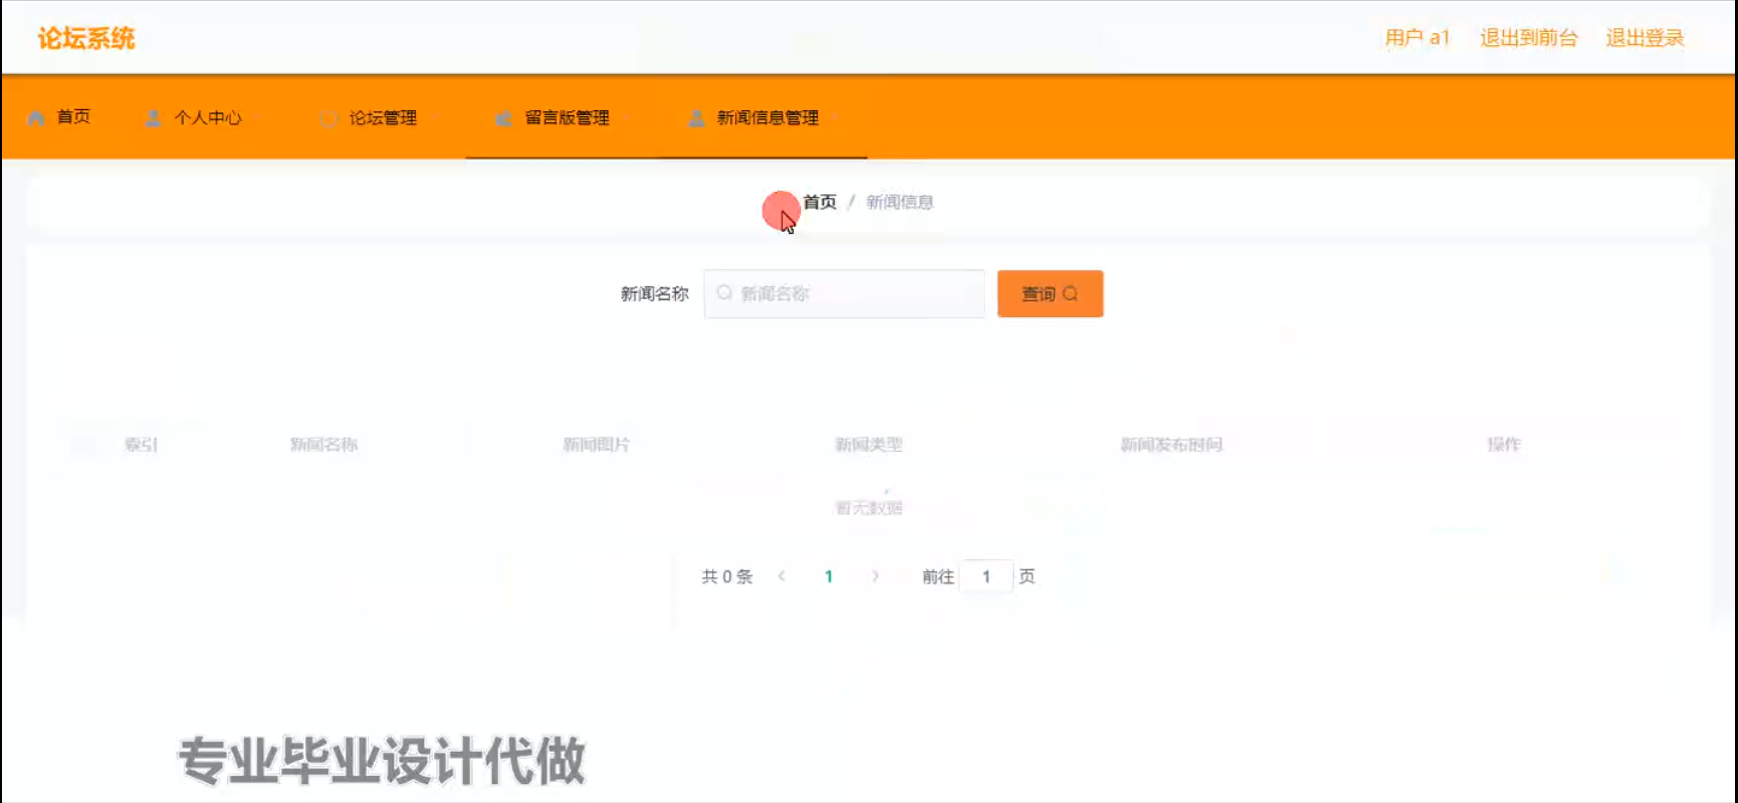 论坛系统
用户 a1 退出到前台 退出登录
首页 个人中心 论坛管理 留言版管理 新闻信息管理
首页 / 新闻信息
新闻名称 新闻名称 查询
索引 新闻名称 新闻图片 新闻类型 新闻发布时间 操作
暂无数据
共 0 条 1 前往 1 页
专业毕业设计代做